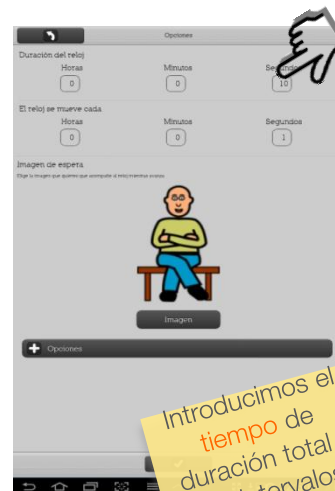 Opciones
Duración del reloj
Horas Minutos Segundos
0 0 10
El reloj se mueve cada
Horas Minutos Segundos
0 0 1
Imagen de espera
Elige la imagen que quieres que acompañe al reloj mientras
Imagen
Opciones
Introducimos el
tiempo de
duración total